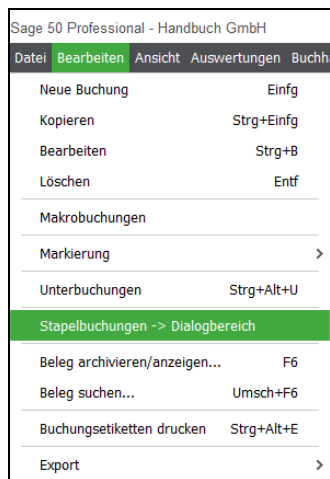 Sage 50 Professional - Handbuch GmbH
Datei Bearbeiten Ansicht Auswertungen Buchh
Neue Buchung Einfg
Kopieren Strg+Einfg
Bearbeiten Strg+B
Löschen Entf
Makrobuchungen
Markierung
Unterbuchungen Strg+Alt+U
Stapelbuchungen -> Dialogbereich
Beleg archivieren/anzeigen... F6
Beleg suchen... Umsch+F6
Buchungsetiketten drucken Strg+Alt+E
Export